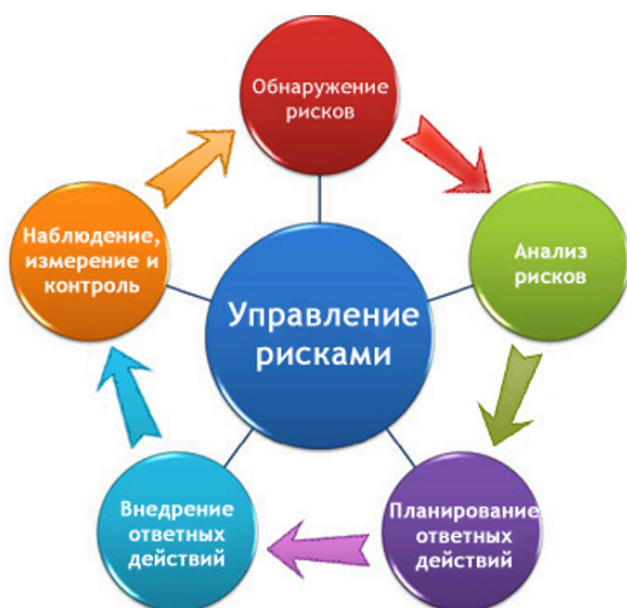 Обнаружение
рисков
Анализ
рисков
Планирование
ответных
действий
Внедрение
ответных
действий
Наблюдение,
измерение и
контроль
Управление
рисками